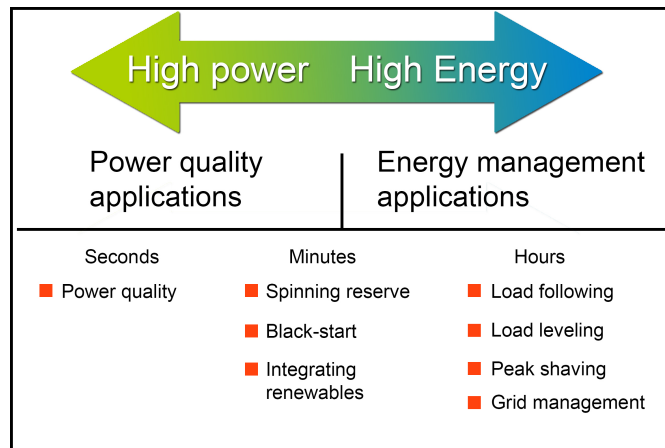 High power High Energy
Power quality
applications
Energy management
applications
Seconds
Power quality
Minutes
Spinning reserve
Black-start
Integrating
renewables
Hours
Load following
Load leveling
Peak shaving
Grid management